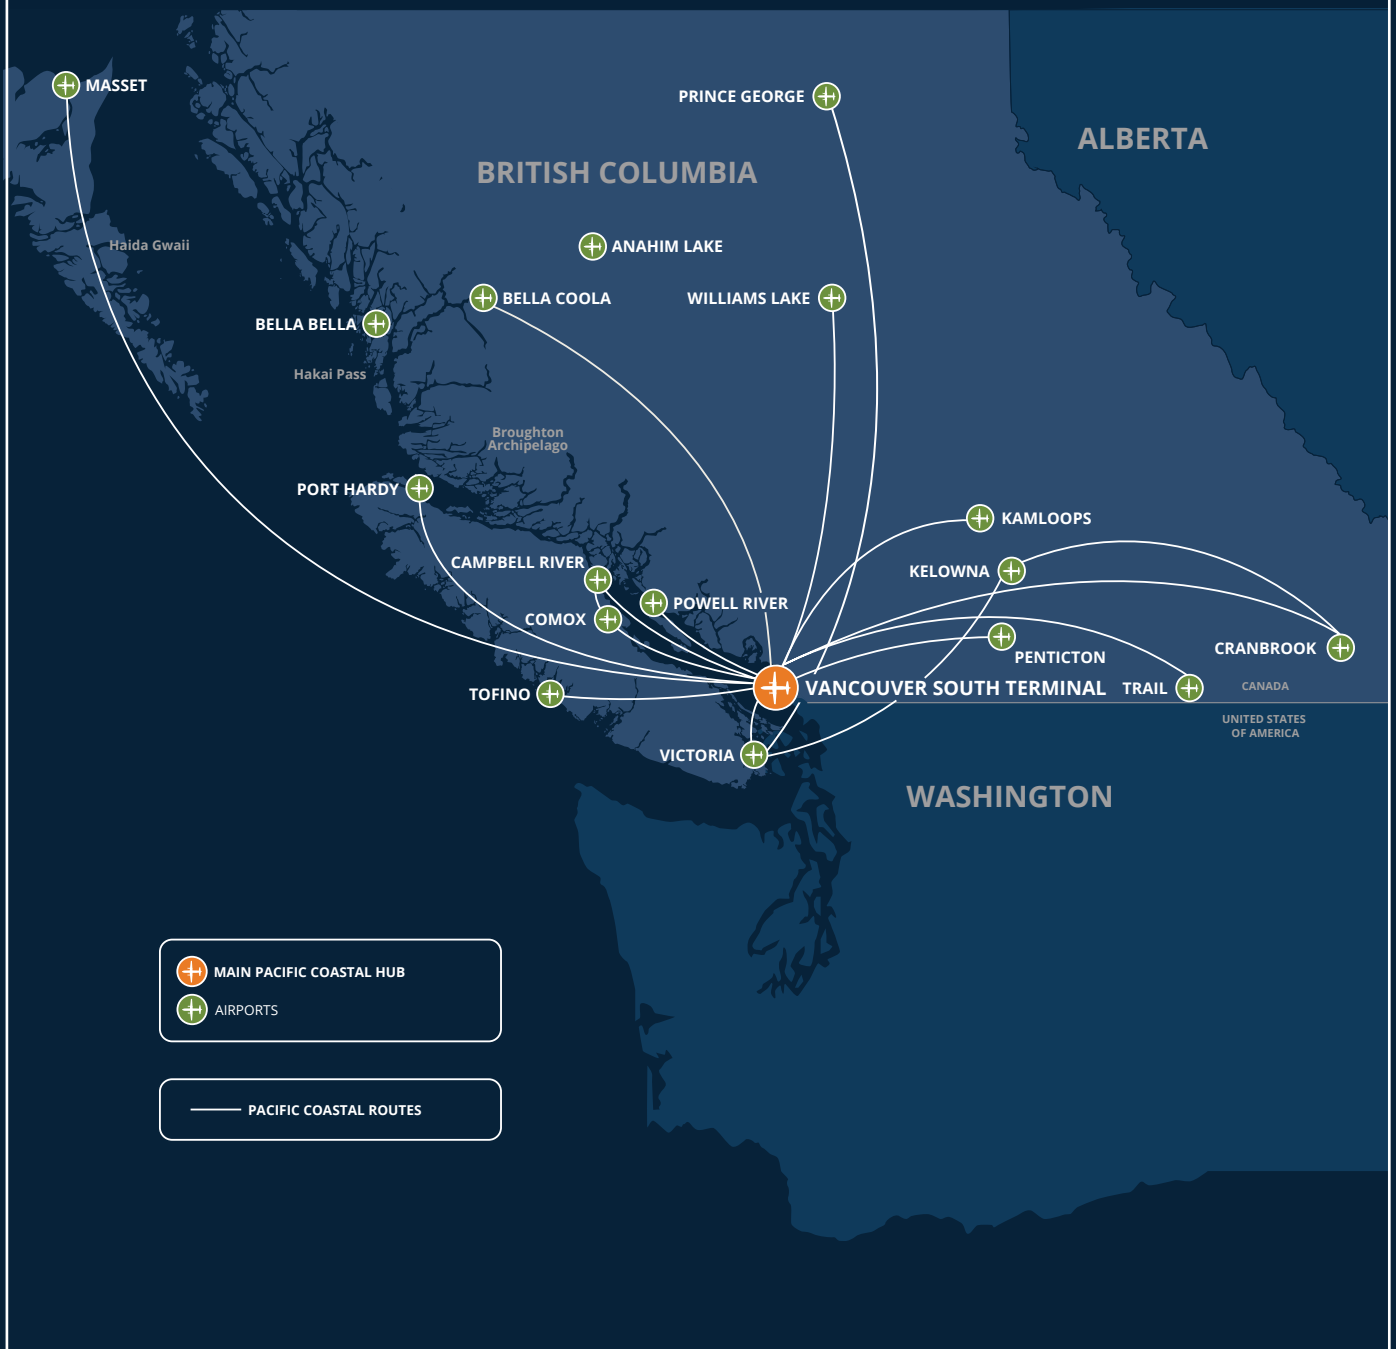 MASSET
PRINCE GEORGE
ALBERTA
BRITISH COLUMBIA
Haida Gwaii
ANAHIM LAKE
BELLA COOLA
WILLIAMS LAKE
BELLA BELLA
Hakai Pass
Broughton
Archipelago
PORT HARDY
KAMLOOPS
CAMPBELL RIVER
KELOWNA
POWELL RIVER
COMOX
CRANBROOK
PENTICTON
TOFINO
VANCOUVER SOUTH TERMINAL
TRAIL
CANADA
UNITED STATES
OF AMERICA
VICTORIA
WASHINGTON
MAIN PACIFIC COASTAL HUB
AIRPORTS
PACIFIC COASTAL ROUTES